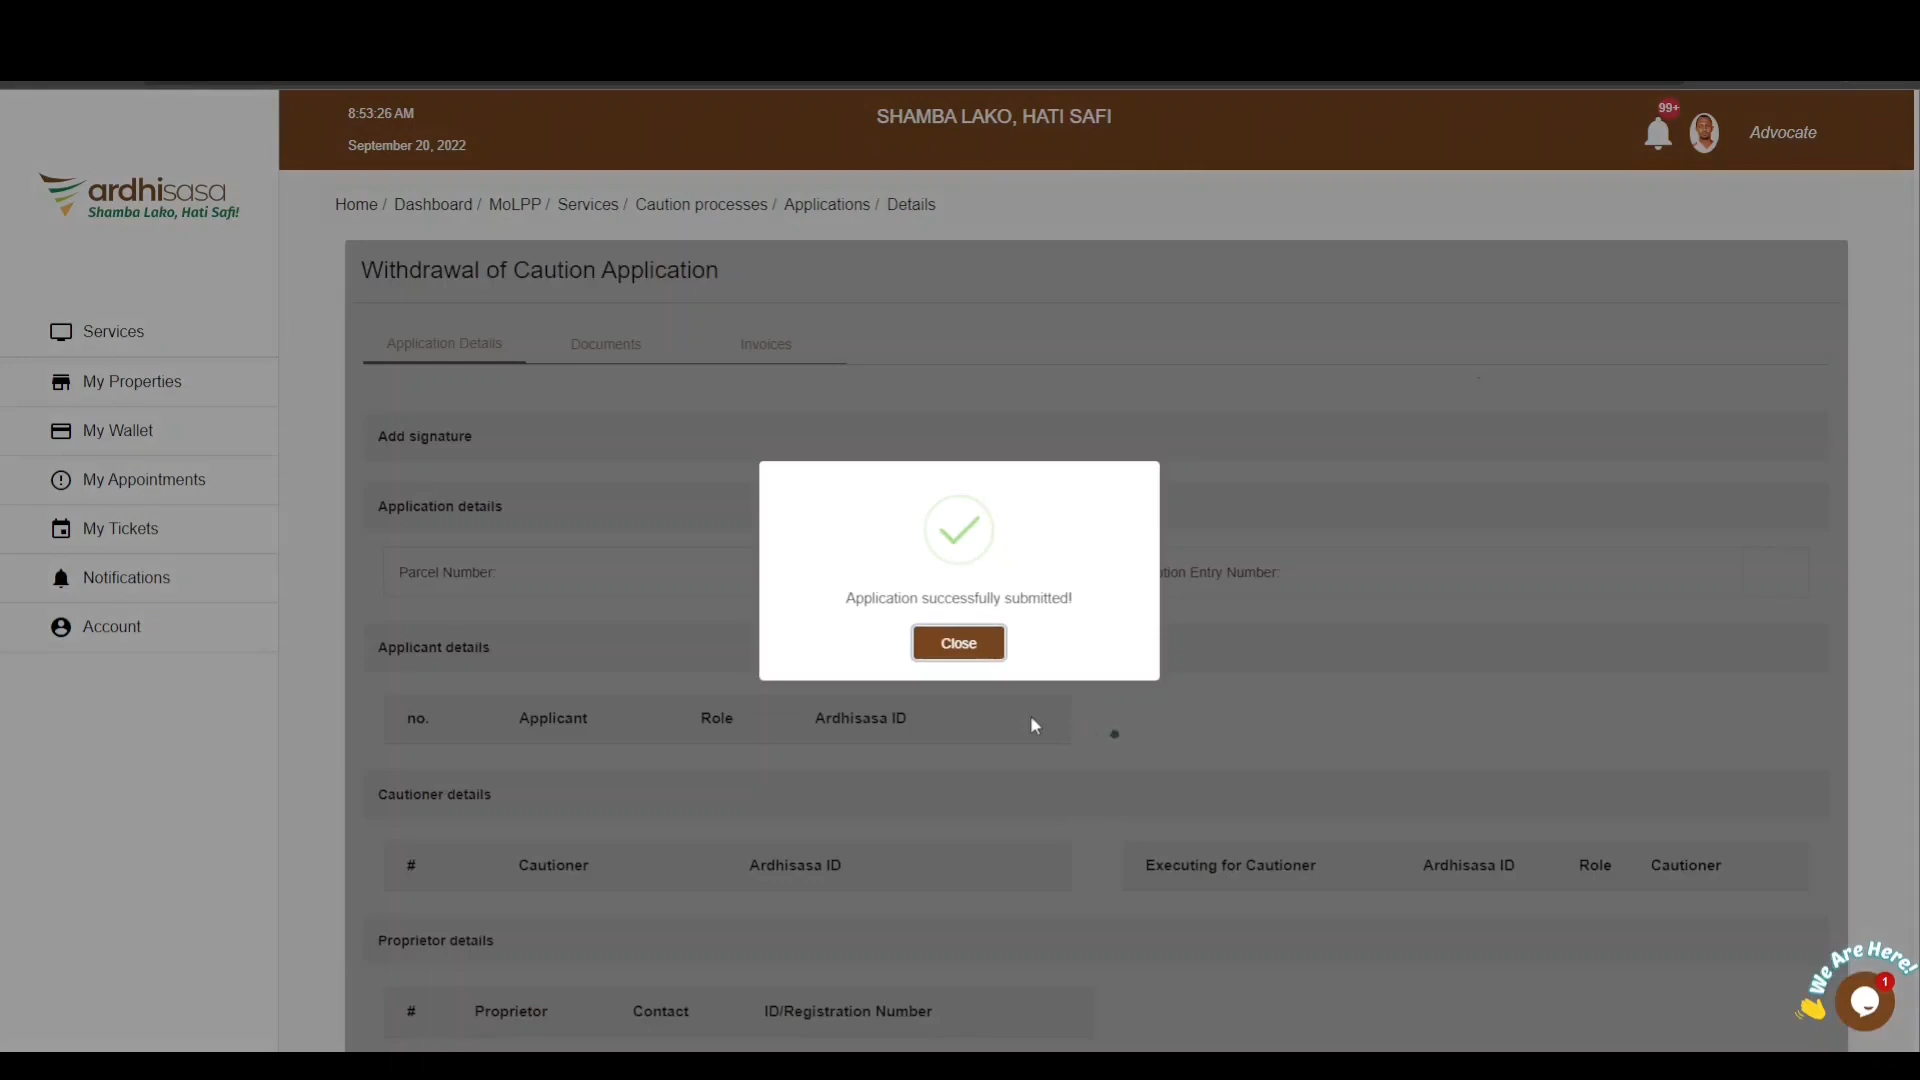 8:53:26 AM
September 20, 2022
SHAMBA LAKO, HATI SAFI
99+
Advocate
ardhisasa
Shamba Lako, Hati Safi!
Home / Dashboard / MoLPP / Services / Caution processes / Applications / Details
Services
My Properties
My Wallet
My Appointments
My Tickets
Notifications
Account
Withdrawal of Caution Application
Application Details Documents Invoices
Add signature
Application details
Parcel Number:
Entry Number:
Application successfully submitted!
Close
Applicant details
no. Applicant Role Ardhisasa ID
Cautioner details
# Cautioner Ardhisasa ID
Executing for Cautioner Ardhisasa ID Role Cautioner
Proprietor details
# Proprietor Contact ID/Registration Number
We Are Here!
1